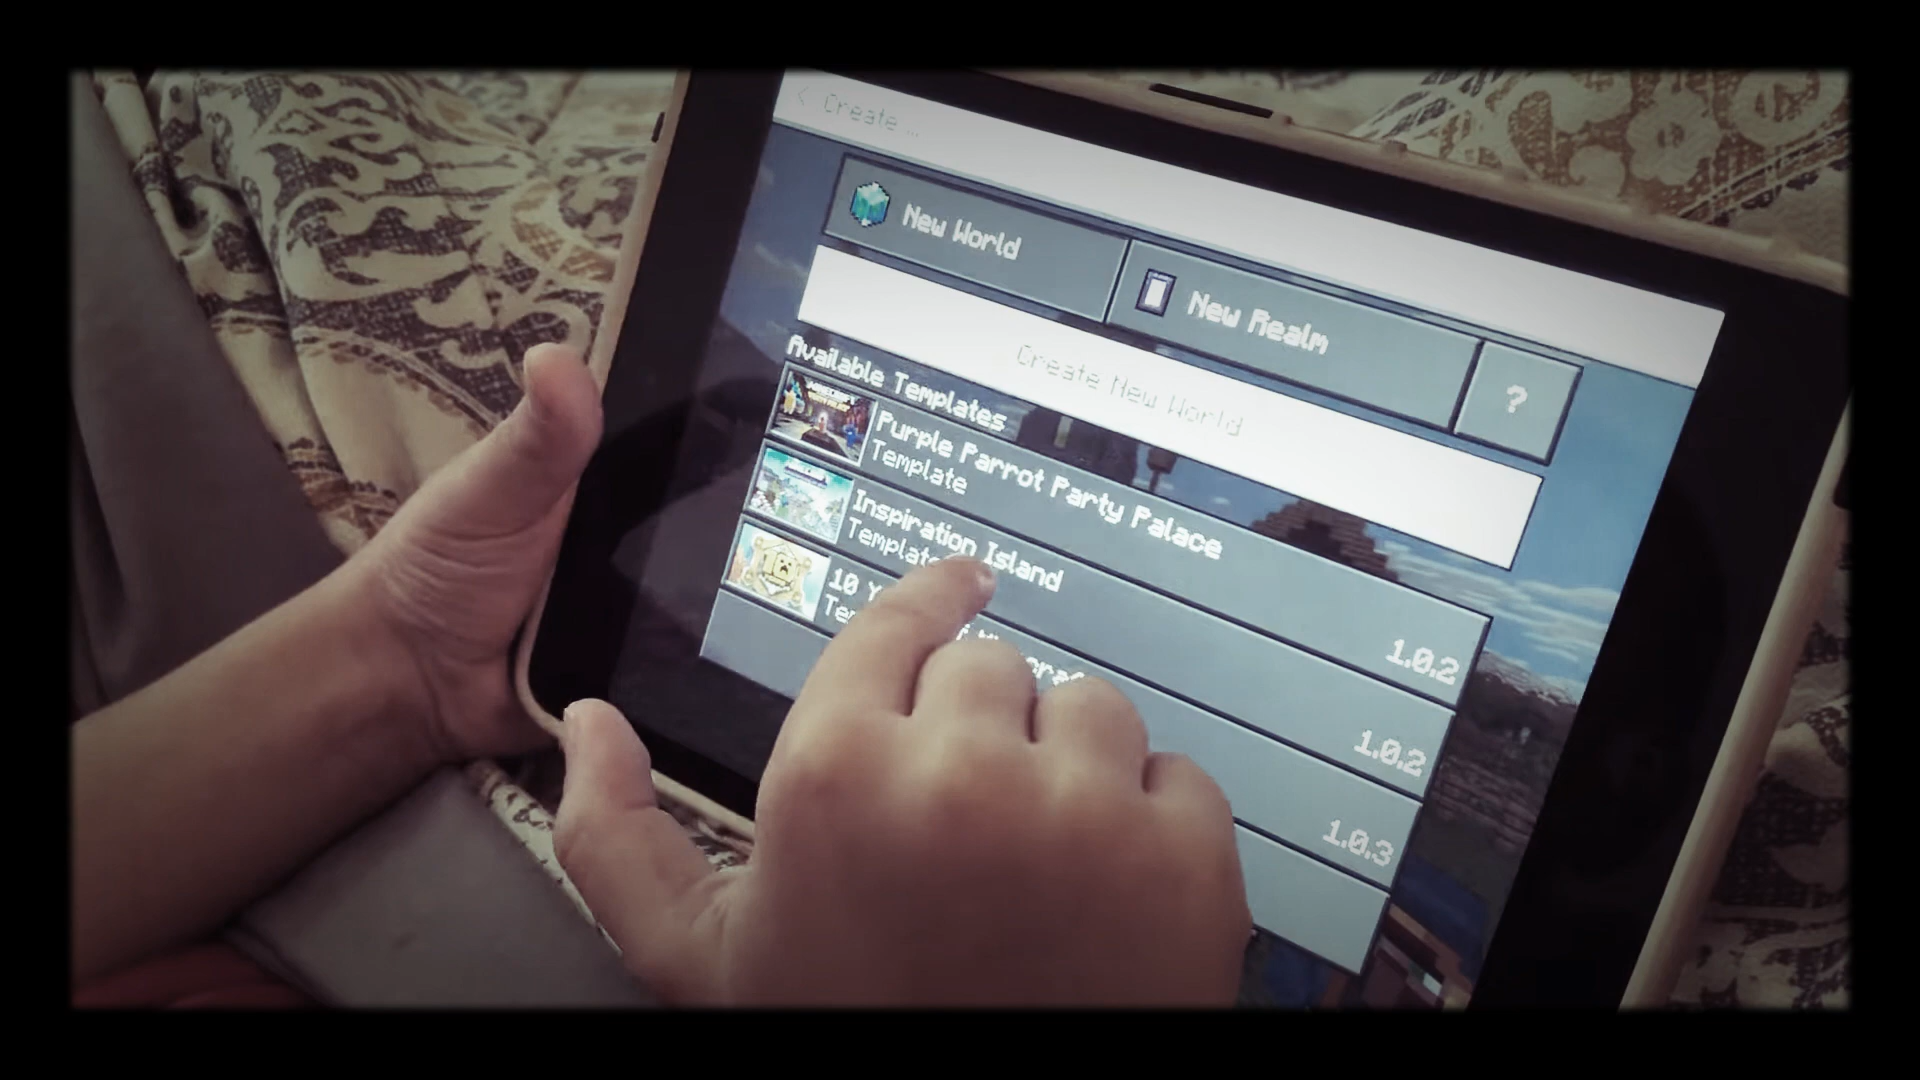 < Create ...
New World
New Realm
?
Create New World
Available Templates
Purple Parrot Party Palace
Template
1.0.2
Inspiration Island
Template
1.0.2
10
1.0.3